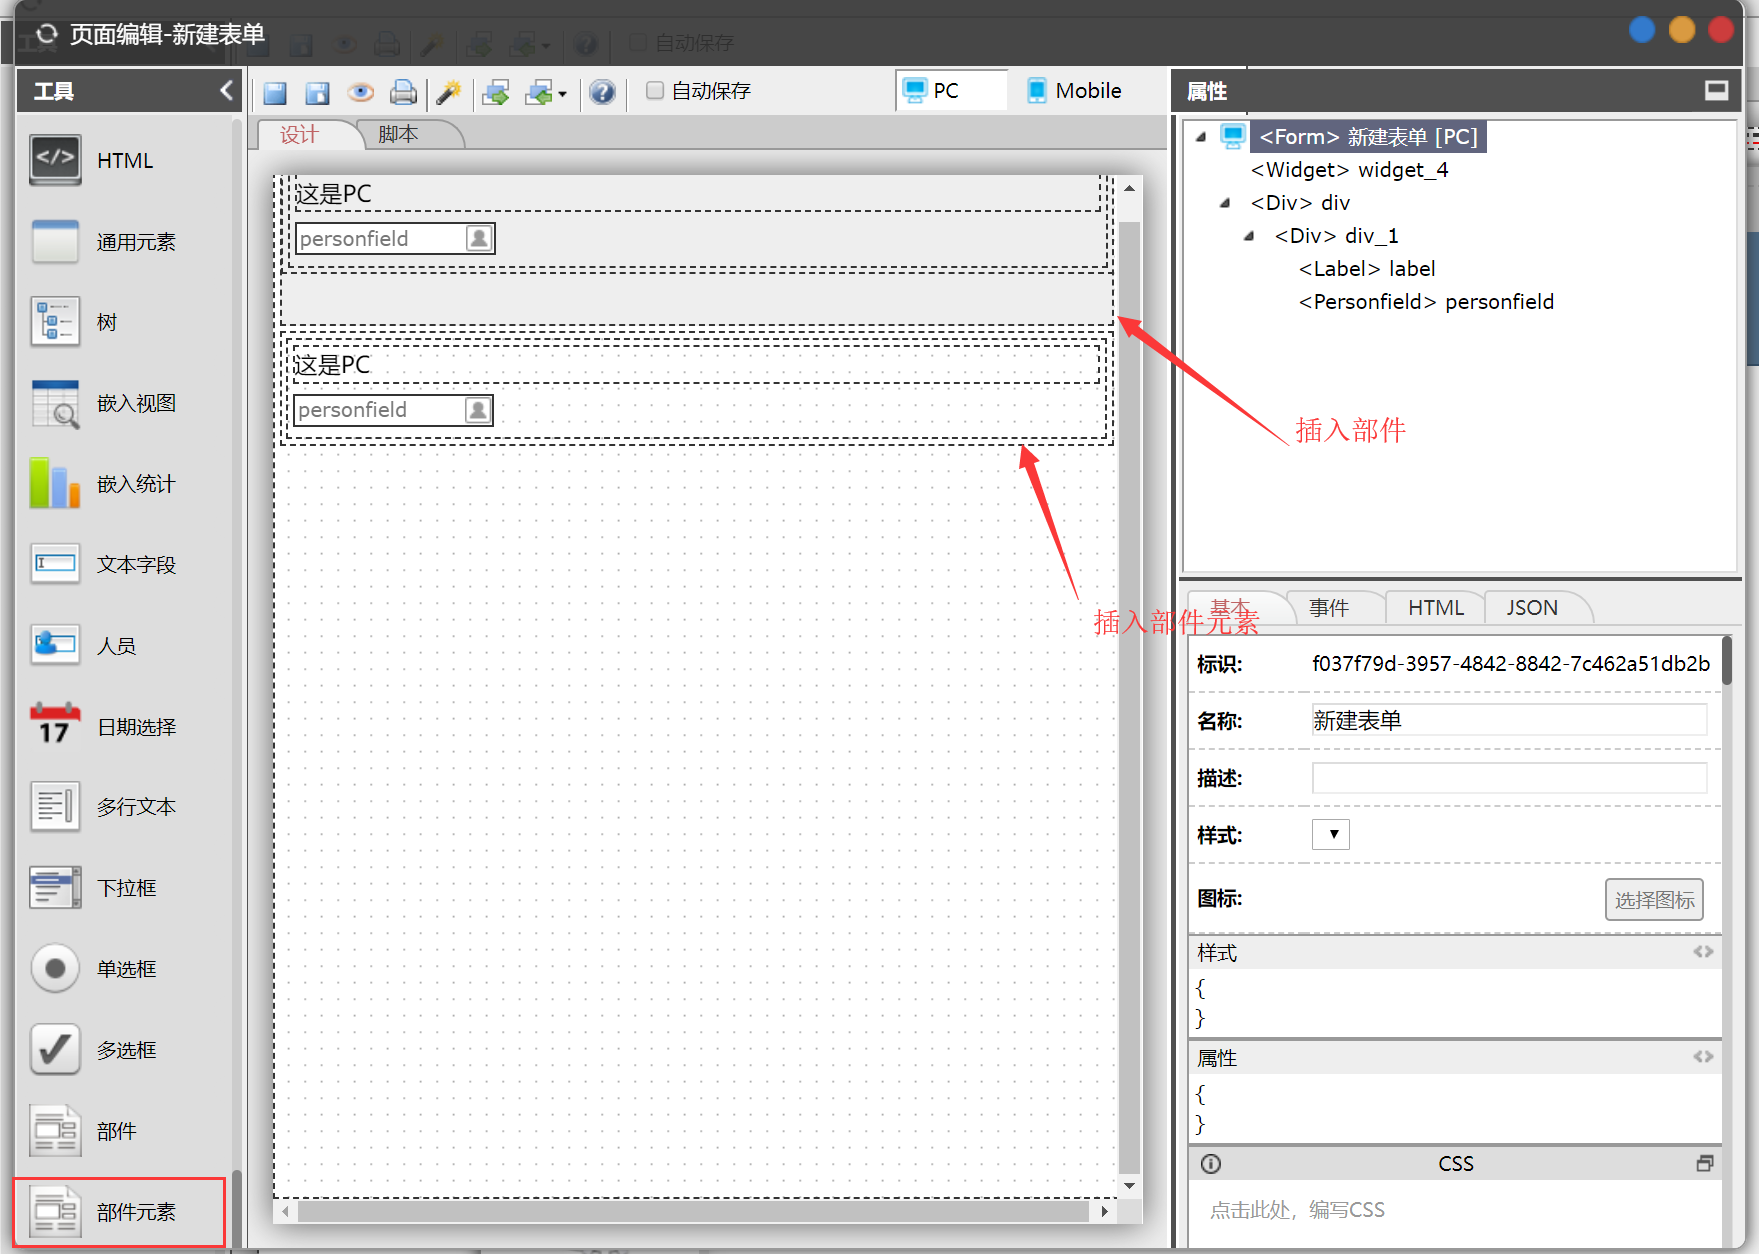 页面编辑-新建表单
工具
自动保存
PC
Mobile
属性
设计
脚本
HTML
通用元素
树
嵌入视图
嵌入统计
文本字段
人员
17
日期选择
多行文本
下拉框
单选框
多选框
部件
部件元素
这是PC
personfield
这是PC
personfield
插入部件
插入部件元素
<Form> 新建表单 [PC]
<Widget> widget_4
<Div> div
<Div> div_1
<Label> label
<Personfield> personfield
基本
事件
HTML
JSON
标识:
f037f79d-3957-4842-8842-7c462a51db2b
名称:
新建表单
描述:
样式:
图标:
选择图标
样式
{
}
属性
{
}
CSS
点击此处，编写CSS
自动保存